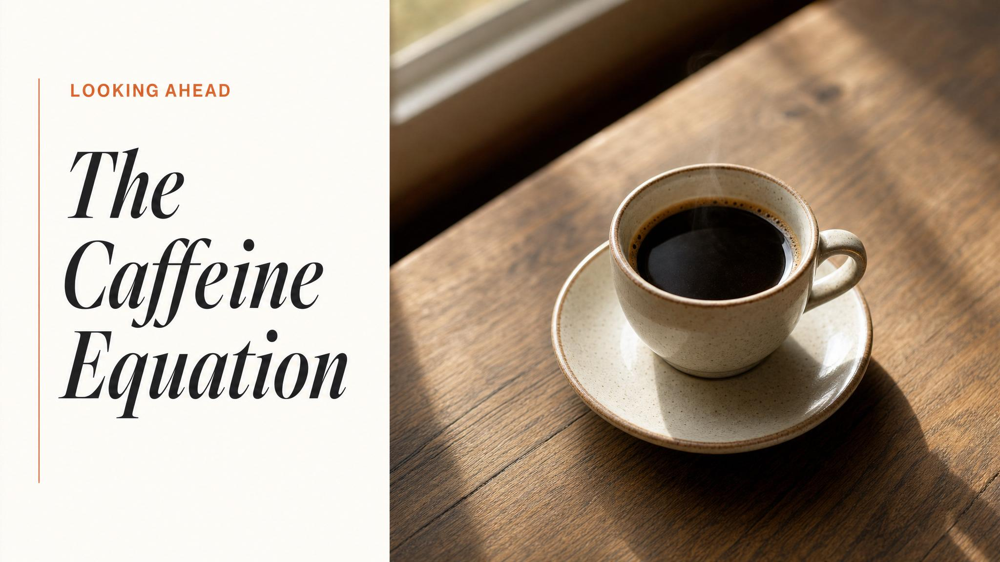 LOOKING AHEAD
The
Caffeine
Equation